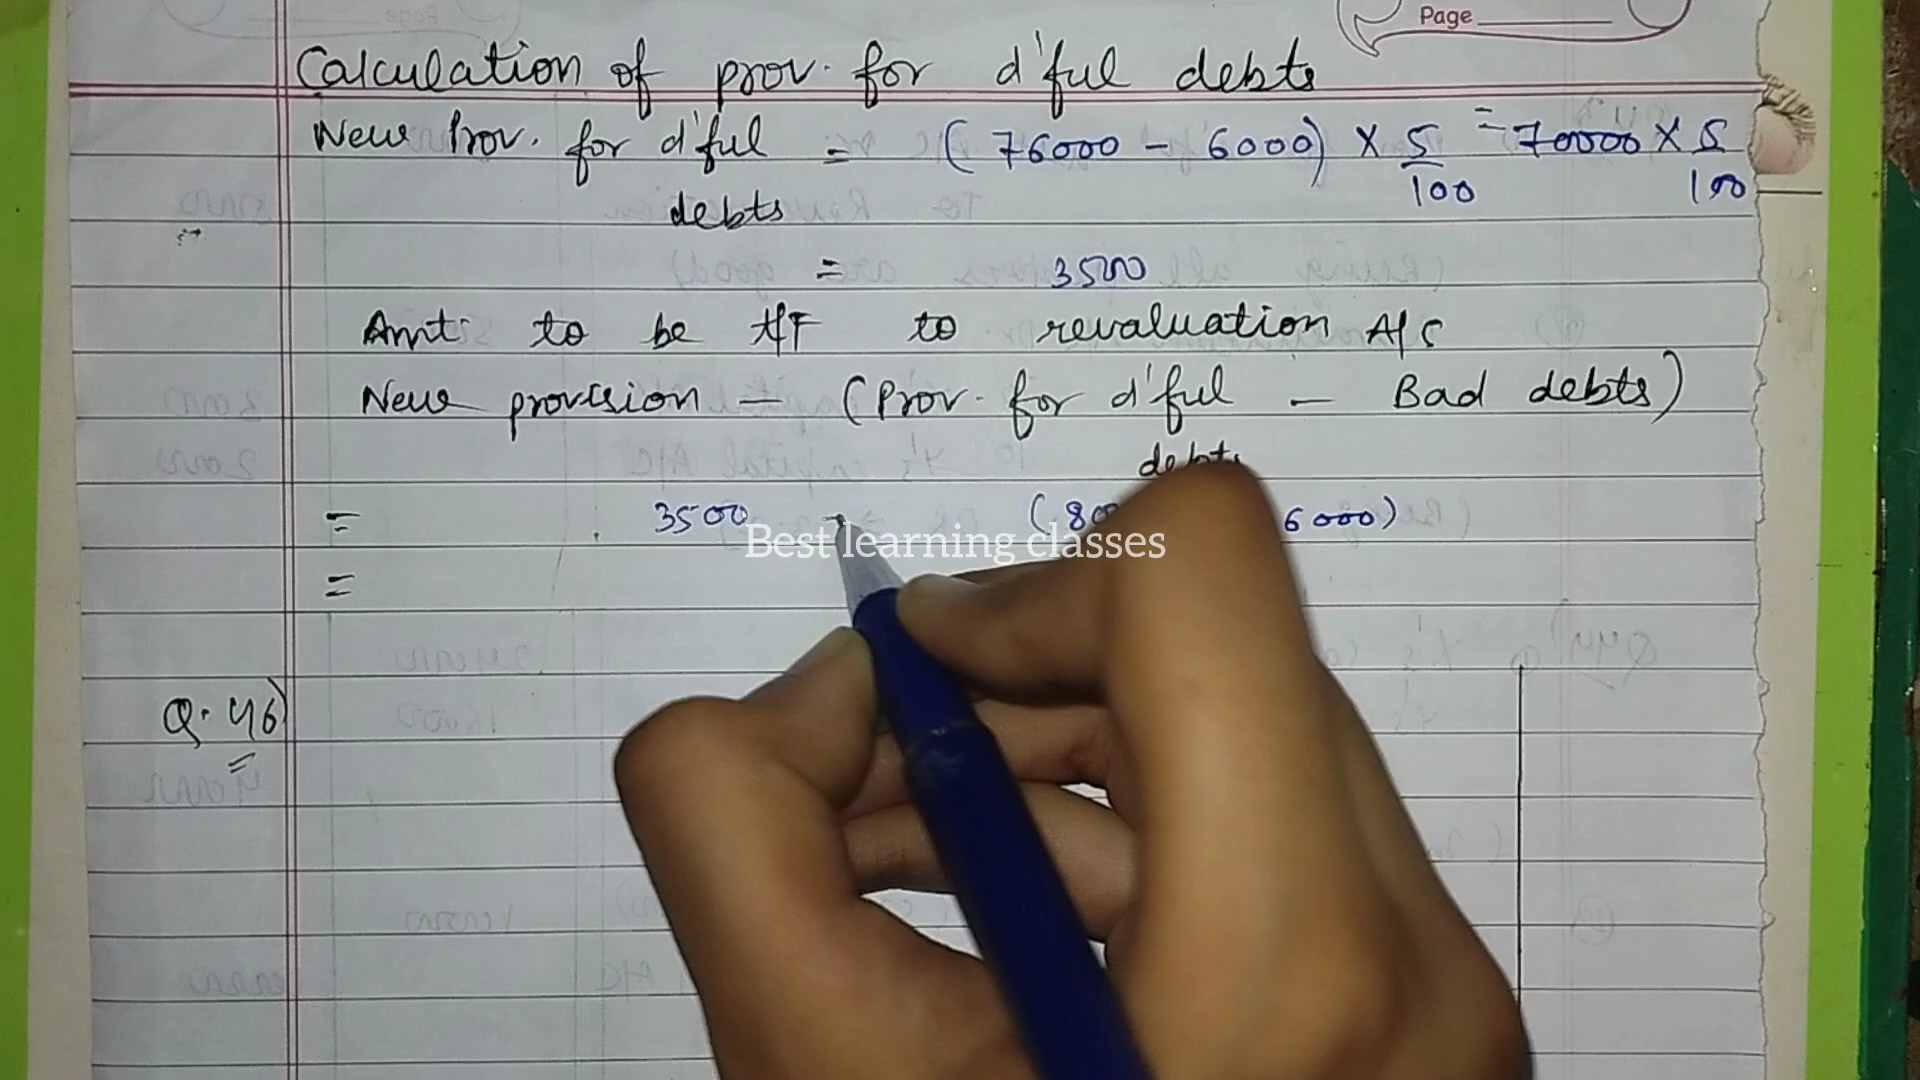 Page
Calculation of prov. for d'ful debts
New Prov. for d'ful = (76000 - 6000) × 5/100 = 70000 × 5/100
debts
= 3500
Amt. to be t/f to revaluation A/c
New provision - (Prov. for d'ful - Bad debts)
debts
= 3500 - (80 6000)
Best learning classes
=
Q. 46)